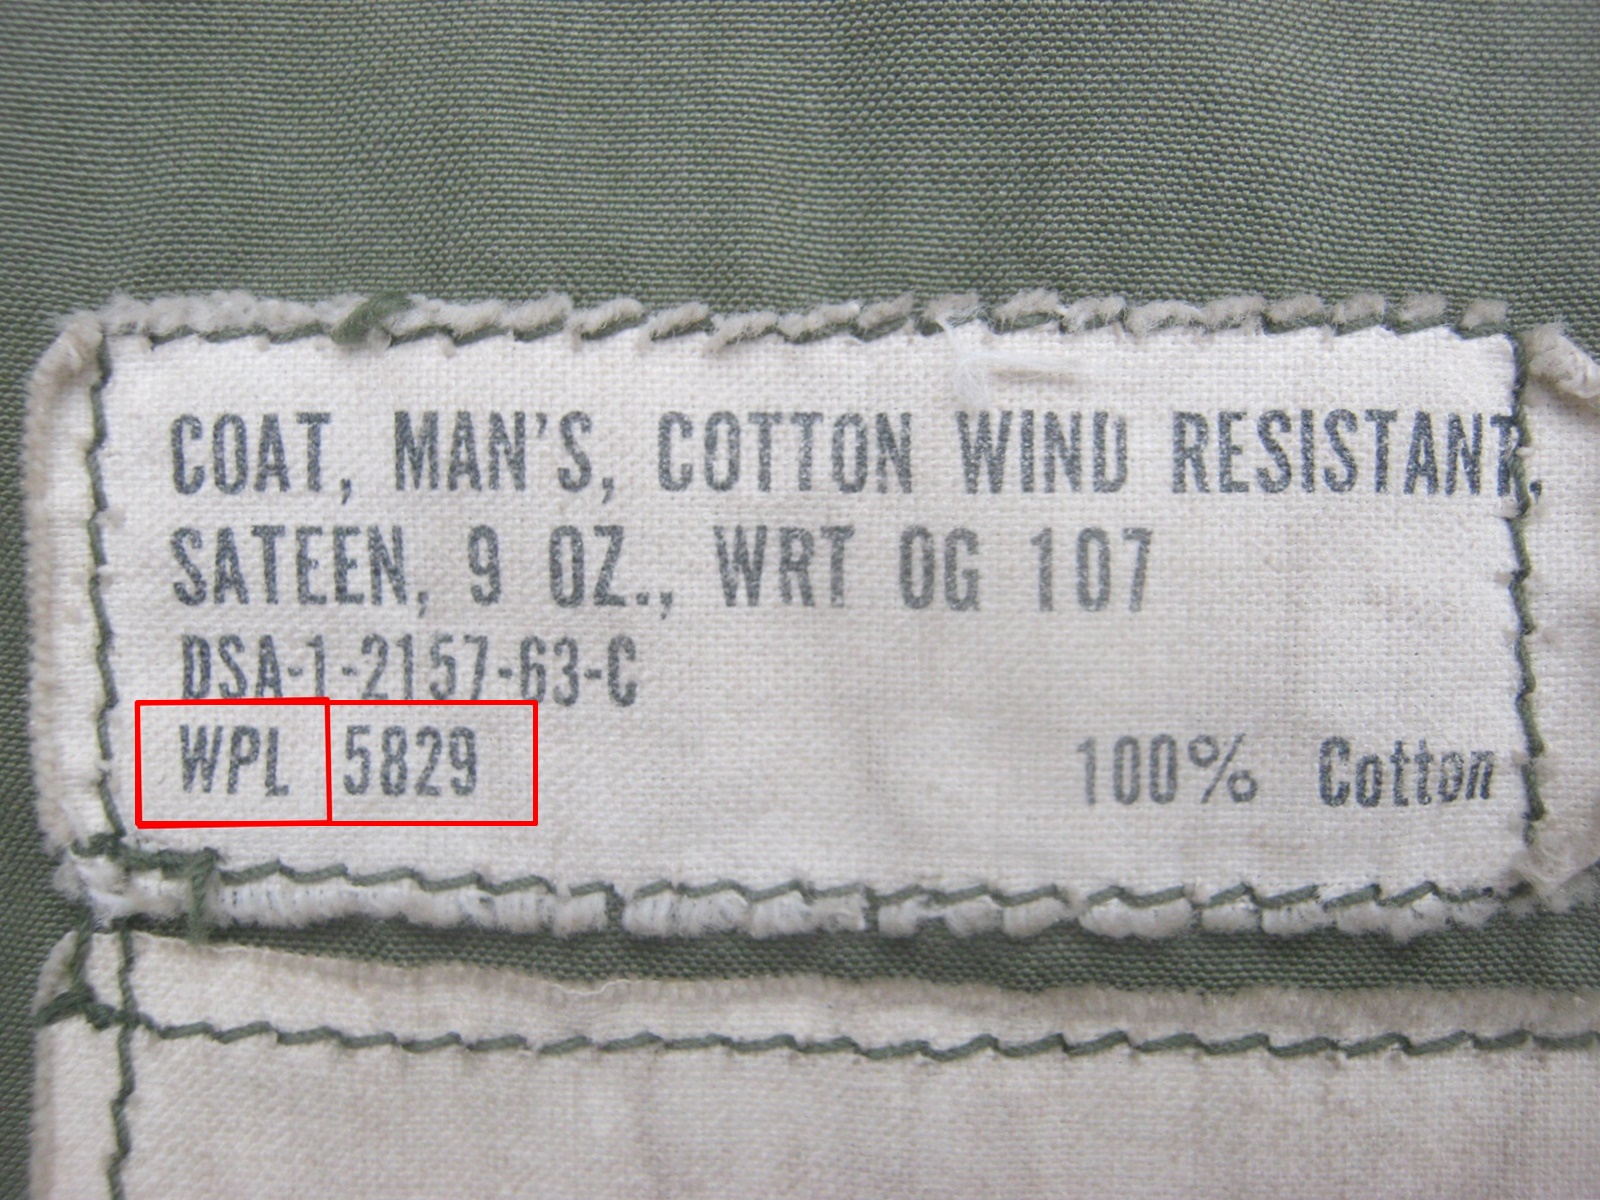 COAT, MAN'S, COTTON WIND RESISTANT,
SATEEN, 9 OZ., WRT OG 107
DSA-1-2157-63-C
WPL 5829 100% Cotton